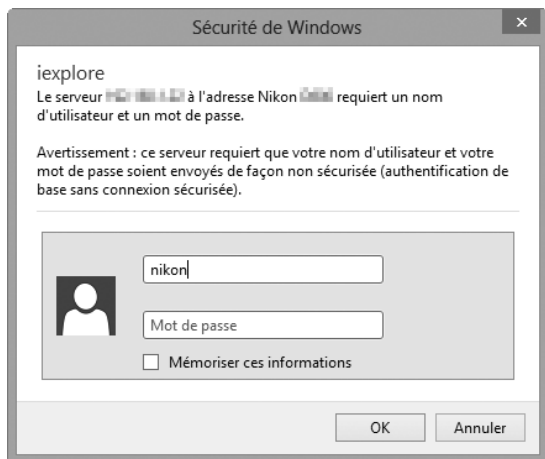 Sécurité de Windows
iexplore
Le serveur à l'adresse Nikon requiert un nom
d'utilisateur et un mot de passe.
Avertissement : ce serveur requiert que votre nom d'utilisateur et votre
mot de passe soient envoyés de façon non sécurisée (authentification de
base sans connexion sécurisée).
nikon
Mot de passe
Mémoriser ces informations
OK Annuler